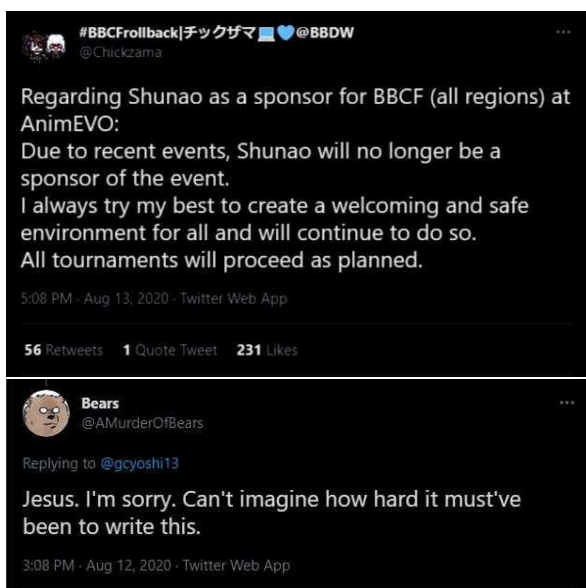 #BBCFrollback|チックザマ💻💙@BBDW
@Chickzama
Regarding Shunao as a sponsor for BBCF (all regions) at
AnimEVO:
Due to recent events, Shunao will no longer be a
sponsor of the event.
I always try my best to create a welcoming and safe
environment for all and will continue to do so.
All tournaments will proceed as planned.
5:08 PM · Aug 13, 2020 · Twitter Web App
56 Retweets 1 Quote Tweet 231 Likes
Bears
@AMurderOfBears
Replying to @gcyoshi13
Jesus. I'm sorry. Can't imagine how hard it must've
been to write this.
3:08 PM · Aug 12, 2020 · Twitter Web App